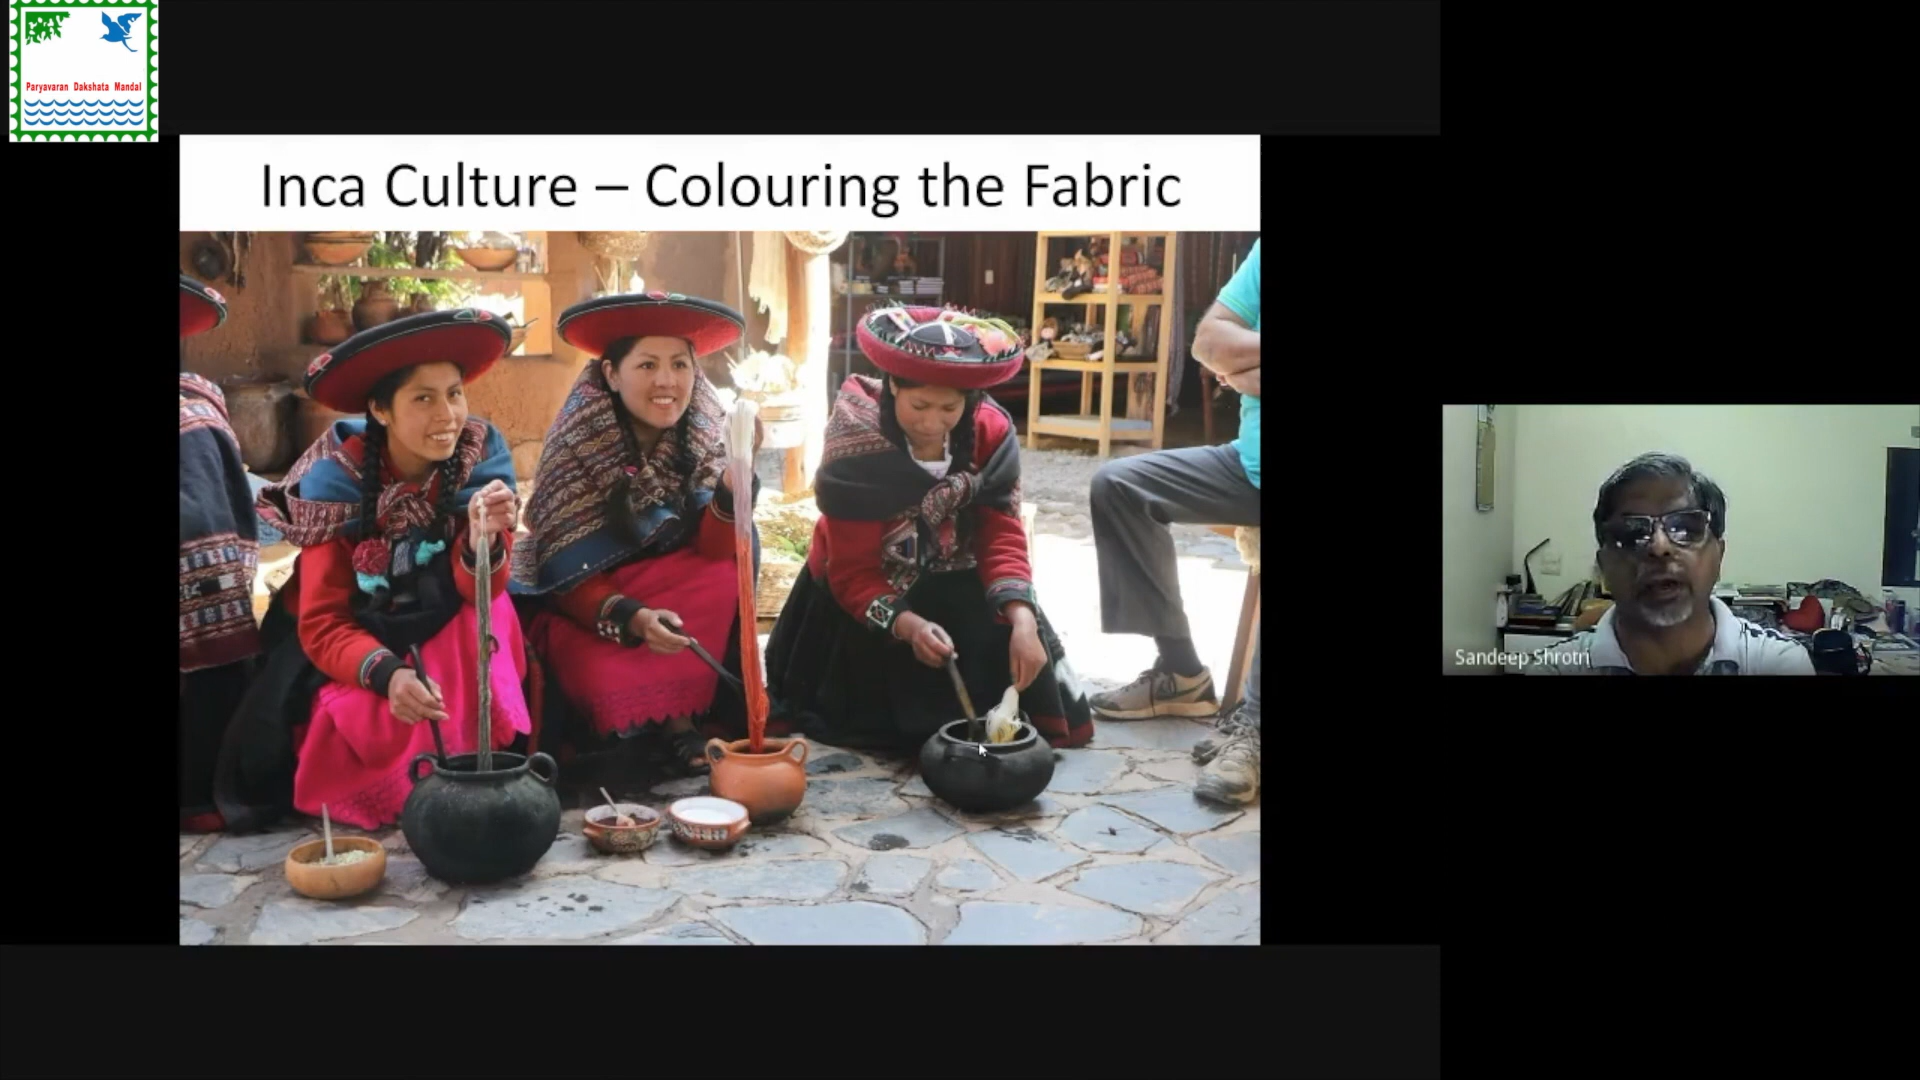 Paryavaran Dakshata Mandal
Inca Culture – Colouring the Fabric
Sandeep Shrotri